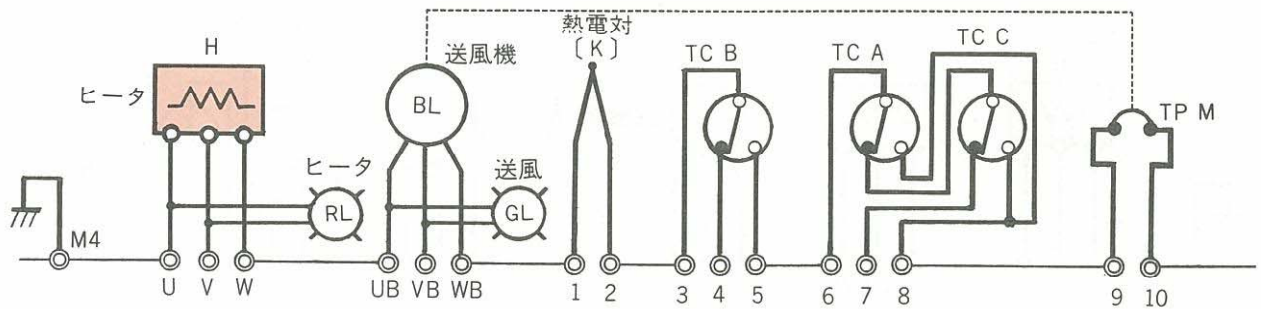 H
ヒータ
送風機
BL
熱電対
〔K〕
TC B
TC A
TC C
TP M
ヒータ
RL
送風
GL
M4
U V W
UB VB WB
1 2 3 4 5 6 7 8 9 10